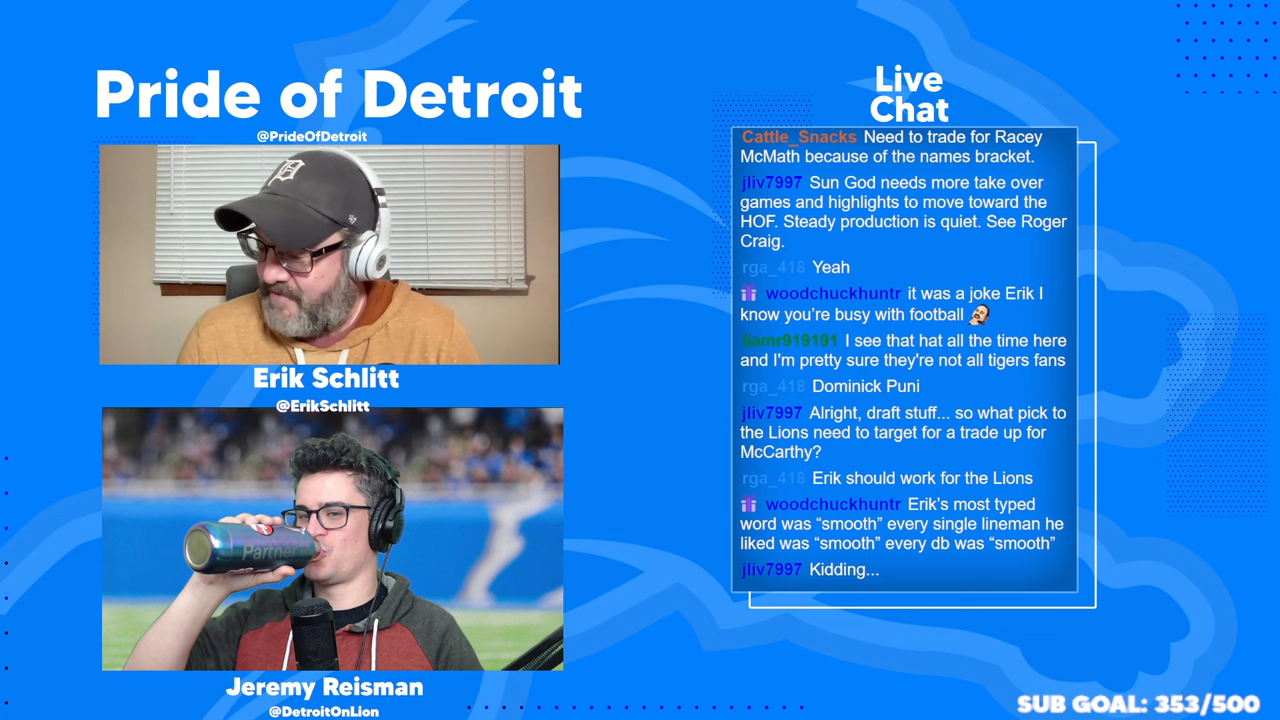 Pride of Detroit
@PrideOfDetroit
Erik Schlitt
@ErikSchlitt
Partner
Jeremy Reisman
@DetroitOnLion
Live
Chat
Cattle_Snacks Need to trade for Racey
McMath because of the names bracket.
jliv7997 Sun God needs more take over
games and highlights to move toward the
HOF. Steady production is quiet. See Roger
Craig.
rga_418 Yeah
woodchuckhuntr it was a joke Erik I
know you're busy with football
liamr919191 I see that hat all the time here
and I'm pretty sure they're not all tigers fans
rga_418 Dominick Puni
jliv7997 Alright, draft stuff... so what pick to
the Lions need to target for a trade up for
McCarthy?
rga_418 Erik should work for the Lions
woodchuckhuntr Erik's most typed
word was “smooth” every single lineman he
liked was “smooth” every db was “smooth”
jliv7997 Kidding...
SUB GOAL: 353/500